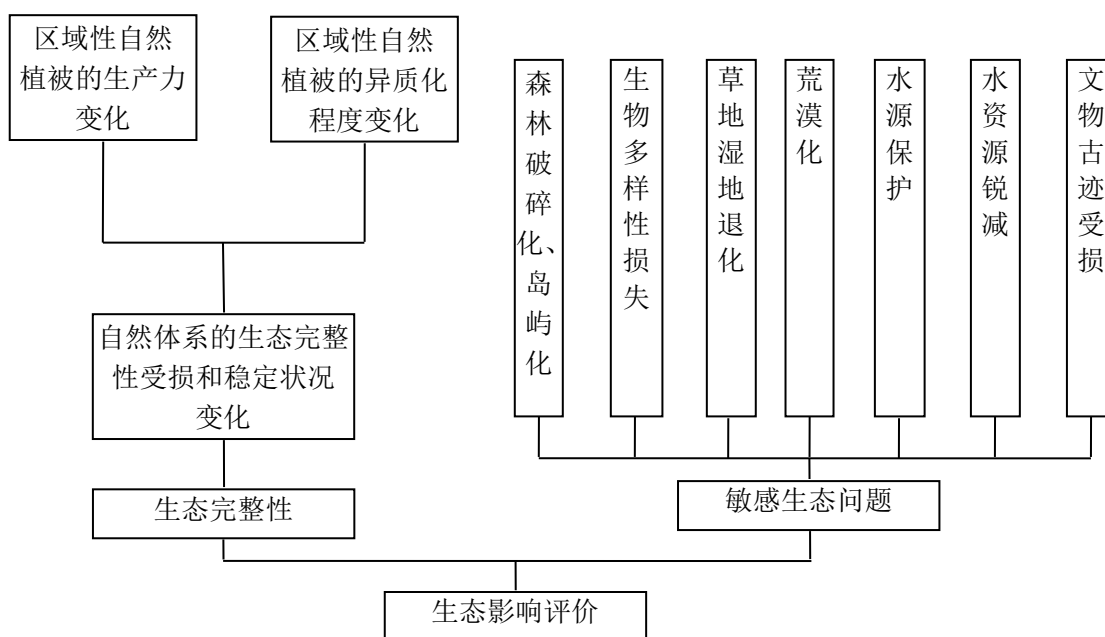 区域性自然
植被的生产力
变化
区域性自然
植被的异质化
程度变化
森林破碎化、岛屿化
生物多样性损失
草地湿地退化
荒漠化
水源保护
水资源锐减
文物古迹受损
自然体系的生态完整
性受损和稳定状况
变化
生态完整性
敏感生态问题
生态影响评价